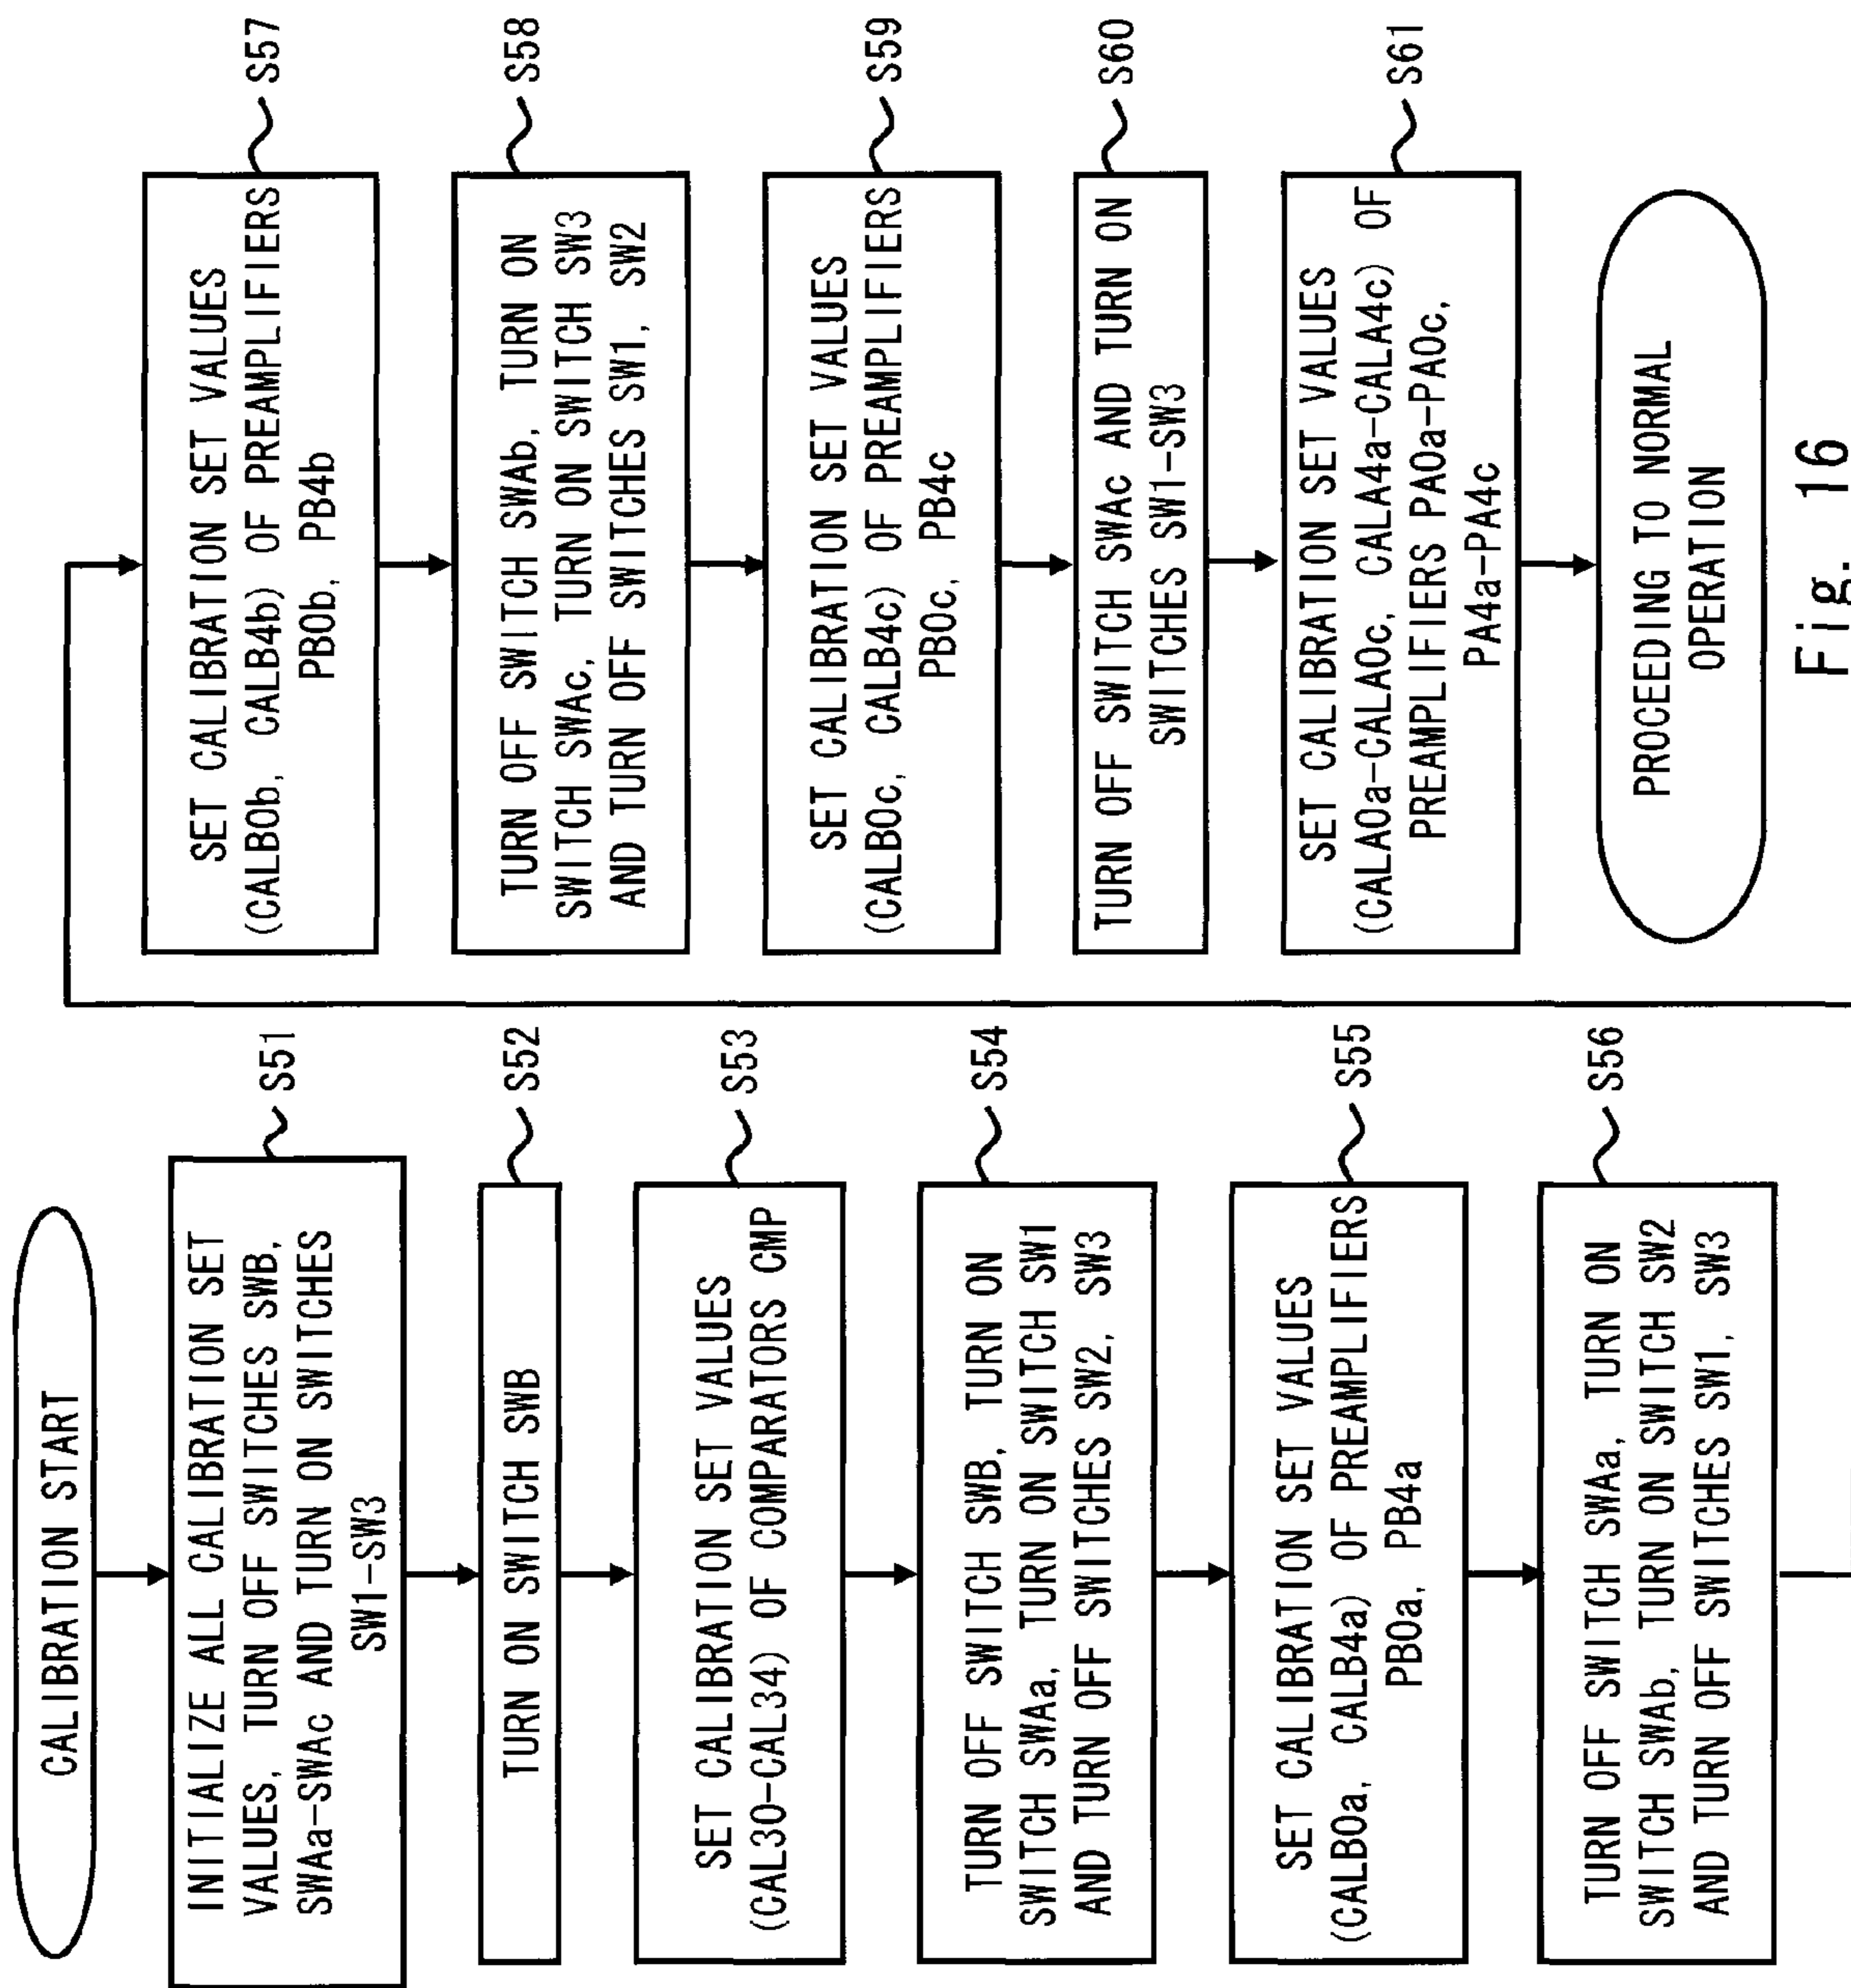 CALIBRATION START
INITIALIZE ALL CALIBRATION SET
VALUES, TURN OFF SWITCHES SWB,
SWAa-SWAc AND TURN ON SWITCHES
SW1-SW3
S51
TURN ON SWITCH SWB
S52
SET CALIBRATION SET VALUES
(CAL30-CAL34) OF COMPARATORS CMP
S53
TURN OFF SWITCH SWB, TURN ON
SWITCH SWAa, TURN ON SWITCH SW1
AND TURN OFF SWITCHES SW2, SW3
S54
SET CALIBRATION SET VALUES
(CALB0a, CALB4a) OF PREAMPLIFIERS
PB0a, PB4a
S55
TURN OFF SWITCH SWAa, TURN ON
SWITCH SWAb, TURN ON SWITCH SW2
AND TURN OFF SWITCHES SW1, SW3
S56
SET CALIBRATION SET VALUES
(CALB0b, CALB4b) OF PREAMPLIFIERS
PB0b, PB4b
S57
TURN OFF SWITCH SWAb, TURN ON
SWITCH SWAc, TURN ON SWITCH SW3
AND TURN OFF SWITCHES SW1, SW2
S58
SET CALIBRATION SET VALUES
(CALB0c, CALB4c) OF PREAMPLIFIERS
PB0c, PB4c
S59
TURN OFF SWITCH SWAc AND TURN ON
SWITCHES SW1-SW3
S60
SET CALIBRATION SET VALUES
(CALA0a-CALA0c, CALA4a-CALA4c) OF
PREAMPLIFIERS PA0a-PA0c,
PA4a-PA4c
S61
PROCEED TO NORMAL
OPERATION
Fig. 16